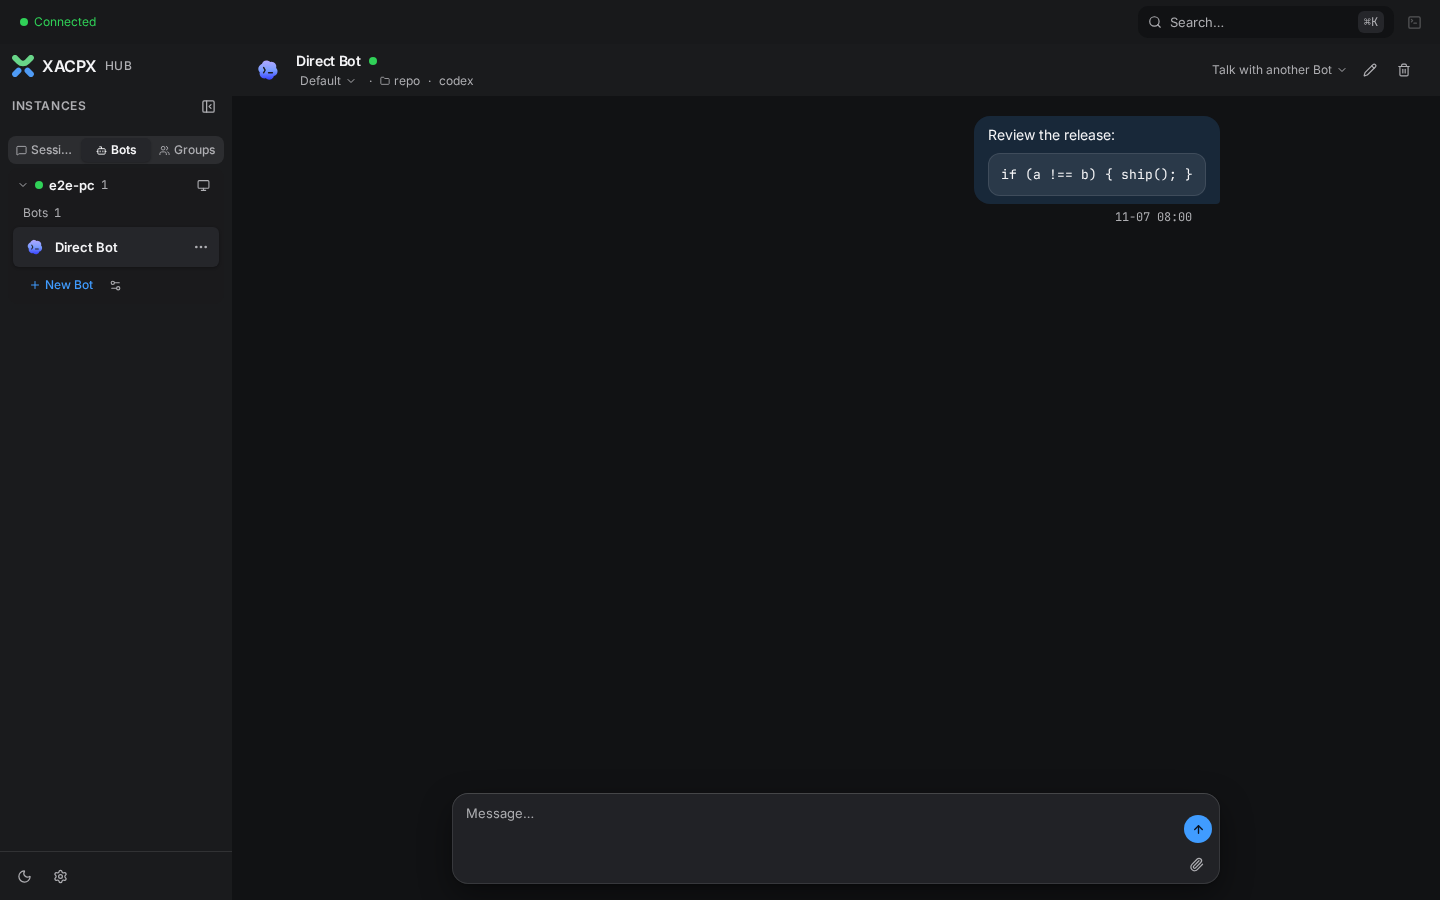 Connected
Search...
⌘K
XACPX HUB
Direct Bot
Default · repo · codex
Talk with another Bot
INSTANCES
Sessi... Bots Groups
e2e-pc 1
Bots 1
Direct Bot
+ New Bot
Review the release:
if (a !== b) { ship(); }
11-07 08:00
Message...